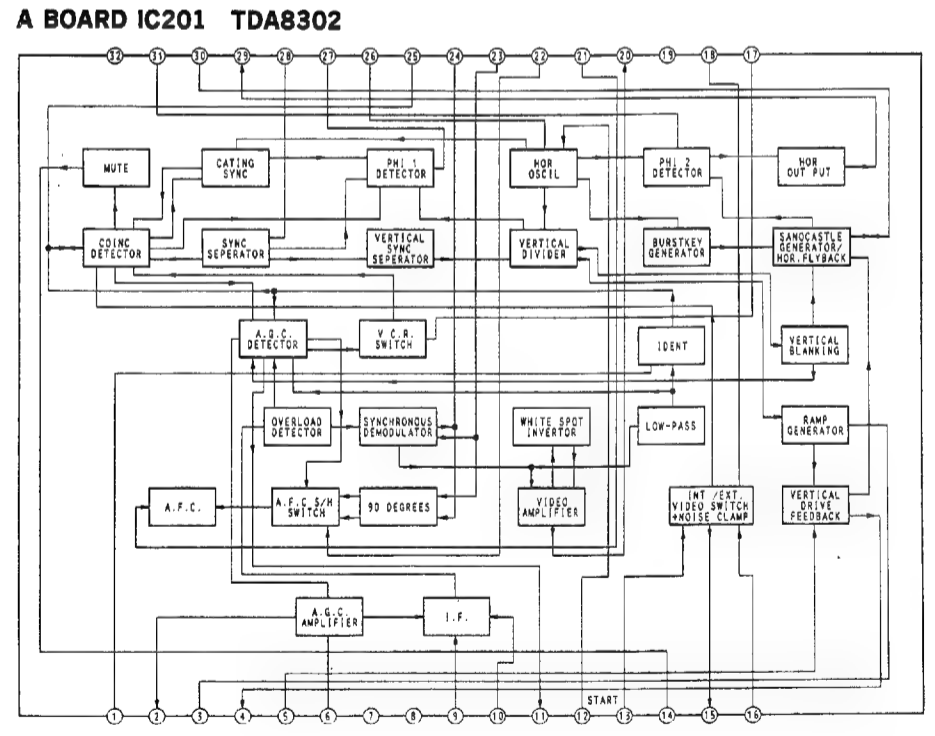 A BOARD IC201 TDA8302
32 31 30 29 28 27 26 25 24 23 22 21 20 19 18 17
MUTE
CATING
SYNC
PHI 1
DETECTOR
HOR
OSCIL
PHI 2
DETECTOR
HOR
OUT PUT
COINC
DETECTOR
SYNC
SEPERATOR
VERTICAL
SYNC
SEPERATOR
VERTICAL
DIVIDER
BURSTKEY
GENERATOR
SANDCASTLE
GENERATOR/
HOR.FLYBACK
A.G.C.
DETECTOR
V.C.R.
SWITCH
IDENT
VERTICAL
BLANKING
OVERLOAD
DETECTOR
SYNCHRONOUS
DEMODULATOR
WHITE SPOT
INVERTOR
LOW-PASS
RAMP
GENERATOR
A.F.C.
A.F.C S/H
SWITCH
90 DEGREES
VIDEO
AMPLIFIER
INT /EXT.
VIDEO SWITCH
+NOISE CLAMP
VERTICAL
DRIVE
FEEDBACK
A.G.C.
AMPLIFIER
I.F.
START
1 2 3 4 5 6 7 8 9 10 11 12 13 14 15 16